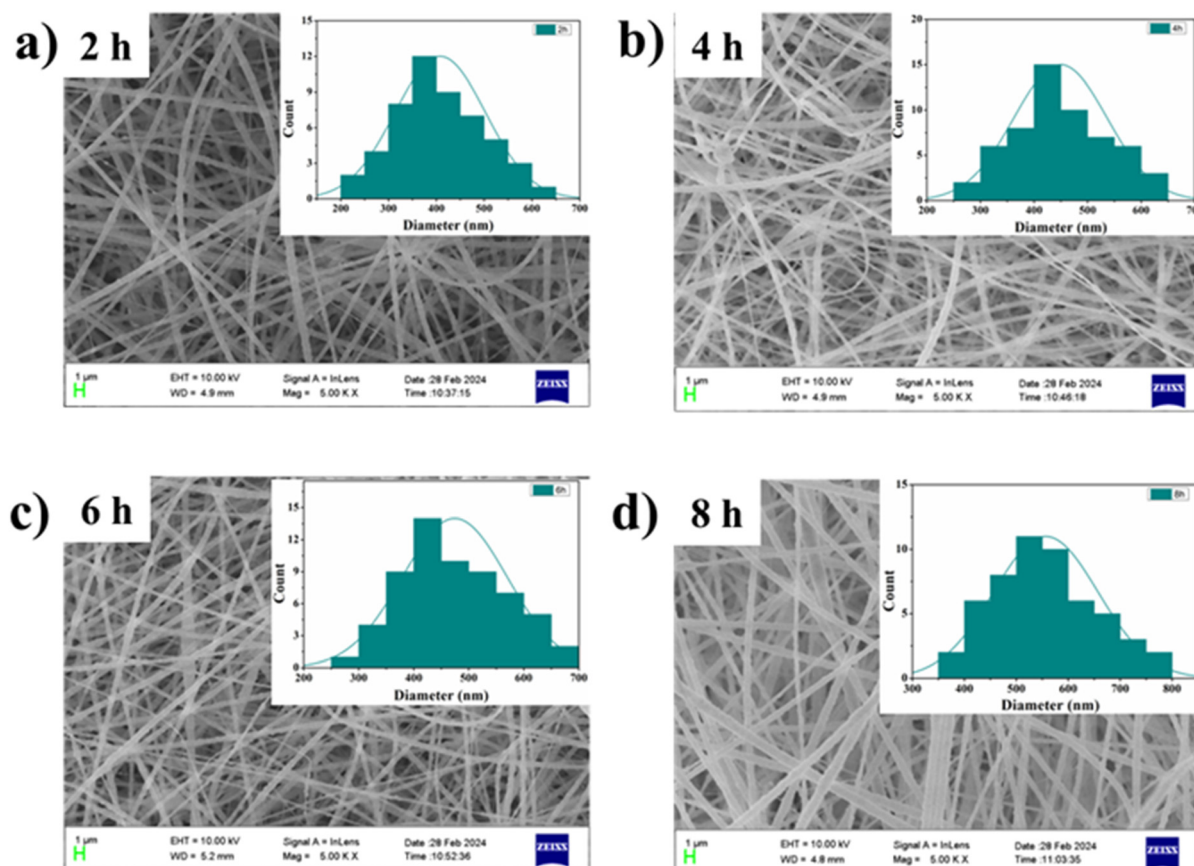 a) 2 h
2h
15
12
9
6
3
0
Count
200 300 400 500 600 700
Diameter (nm)
1 µm
EHT = 10.00 kV
Signal A = InLens
Date :28 Feb 2024
ZEISS
WD = 4.9 mm
Mag = 5.00 K X
Time :10:37:15
b) 4 h
4h
20
15
10
5
0
Count
200 300 400 500 600
Diameter (nm)
1 µm
EHT = 10.00 kV
Signal A = InLens
Date :28 Feb 2024
ZEISS
WD = 4.9 mm
Mag = 5.00 K X
Time :10:46:18
c) 6 h
6h
15
12
9
6
3
0
Count
200 300 400 500 600 700
Diameter (nm)
1 µm
EHT = 10.00 kV
Signal A = InLens
Date :28 Feb 2024
ZEISS
WD = 5.2 mm
Mag = 5.00 K X
Time :10:52:36
d) 8 h
8h
15
10
5
0
Count
300 400 500 600 700 800
Diameter (nm)
1 µm
EHT = 10.00 kV
Signal A = InLens
Date :28 Feb 2024
ZEISS
WD = 4.8 mm
Mag = 5.00 K X
Time :11:03:35